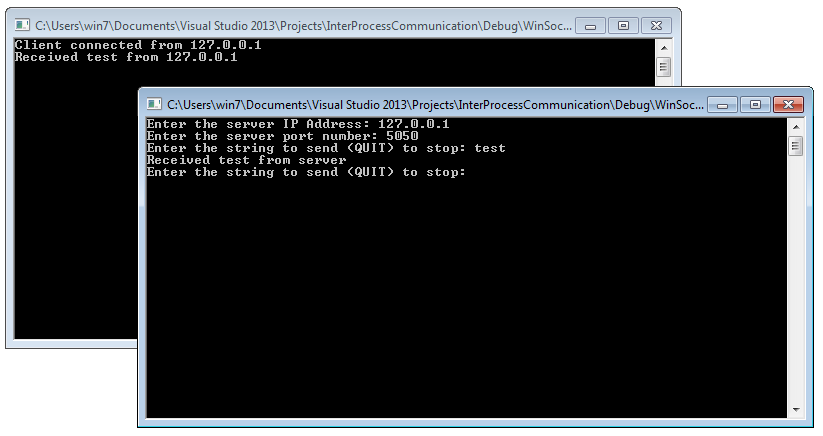 C:\Users\win7\Documents\Visual Studio 2013\Projects\InterProcessCommunication\Debug\WinSoc...
Client connected from 127.0.0.1
Received test from 127.0.0.1
C:\Users\win7\Documents\Visual Studio 2013\Projects\InterProcessCommunication\Debug\WinSoc...
Enter the server IP Address: 127.0.0.1
Enter the server port number: 5050
Enter the string to send (QUIT) to stop: test
Received test from server
Enter the string to send (QUIT) to stop: